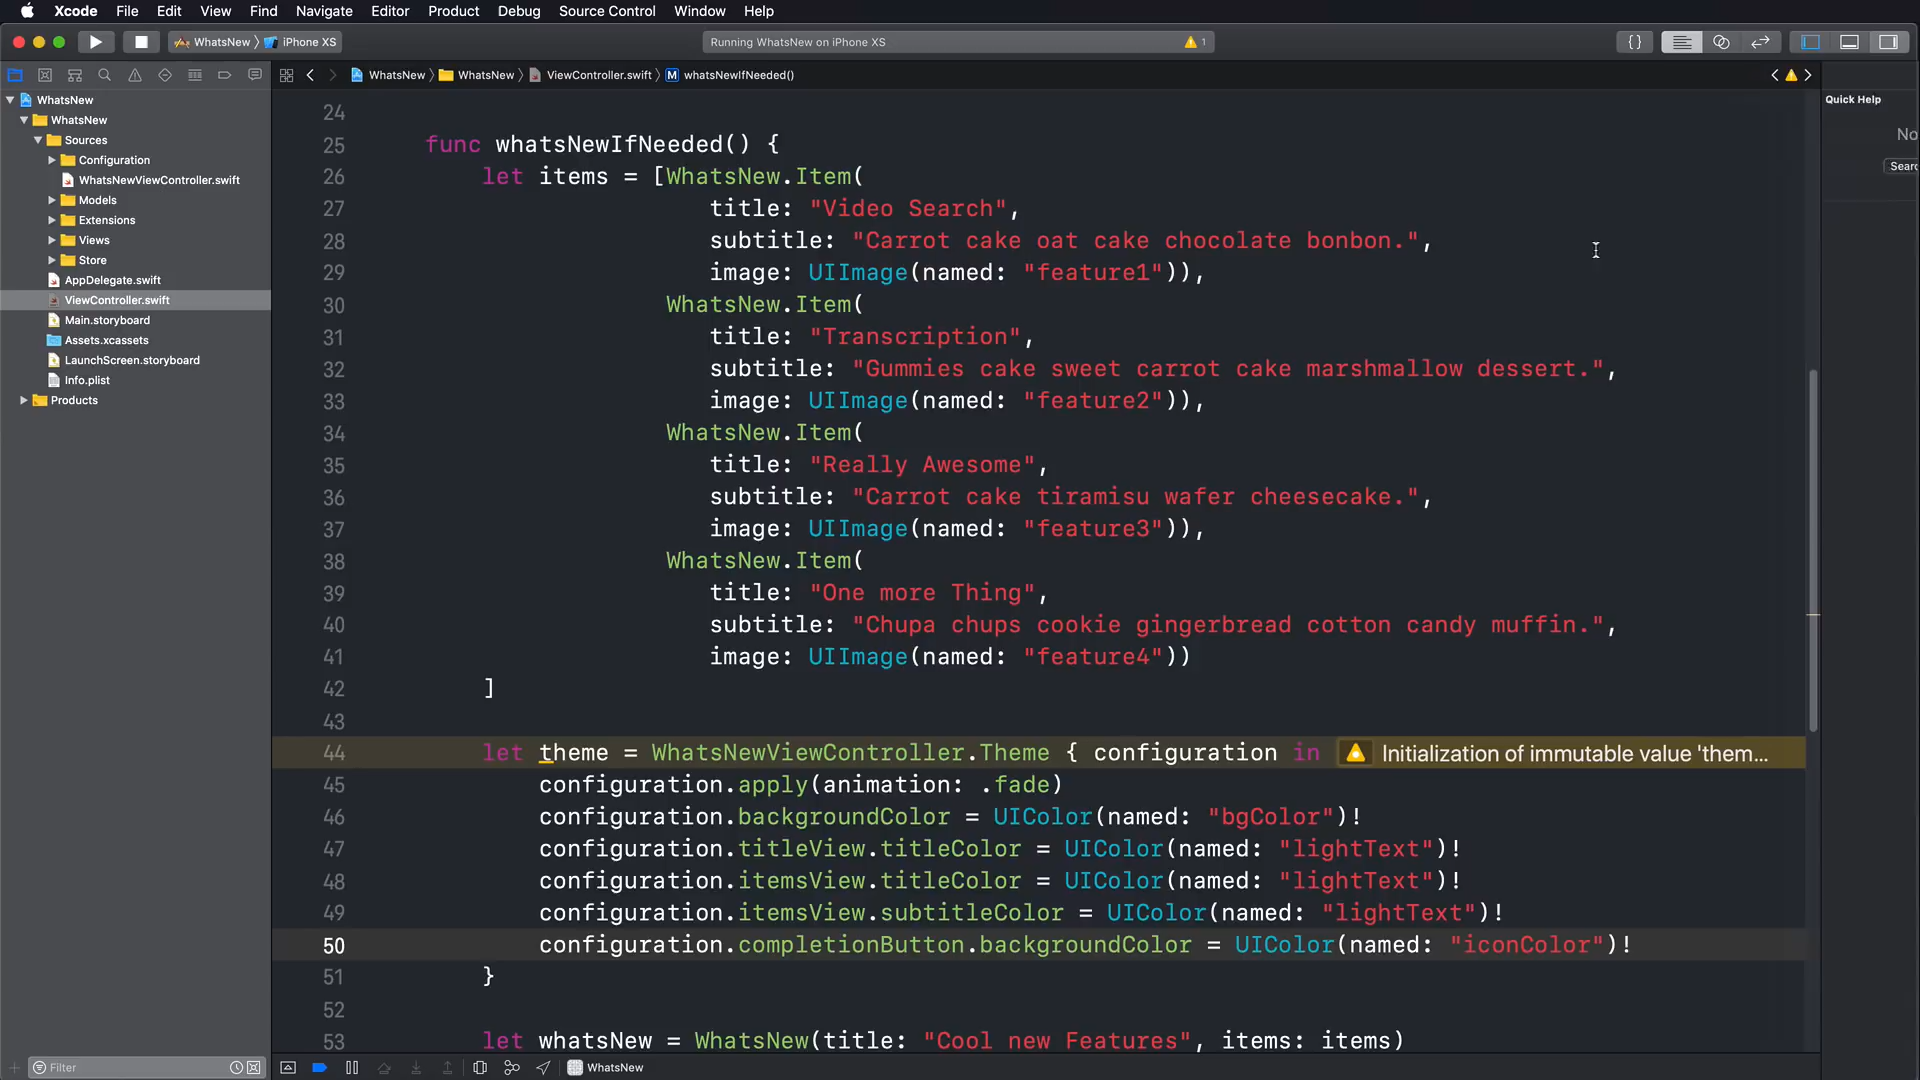 Xcode File Edit View Find Navigate Editor Product Debug Source Control Window Help
WhatsNew iPhone XS
Running WhatsNew on iPhone XS
1
WhatsNew WhatsNew ViewController.swift M whatsNewIfNeeded()
WhatsNew
WhatsNew
Sources
Configuration
WhatsNewViewController.swift
Models
Extensions
Views
Store
AppDelegate.swift
ViewController.swift
Main.storyboard
Assets.xcassets
LaunchScreen.storyboard
Info.plist
Products
Filter
24
25 func whatsNewIfNeeded() {
26 let items = [WhatsNew.Item(
27 title: "Video Search",
28 subtitle: "Carrot cake oat cake chocolate bonbon.",
29 image: UIImage(named: "feature1")),
30 WhatsNew.Item(
31 title: "Transcription",
32 subtitle: "Gummies cake sweet carrot cake marshmallow dessert.",
33 image: UIImage(named: "feature2")),
34 WhatsNew.Item(
35 title: "Really Awesome",
36 subtitle: "Carrot cake tiramisu wafer cheesecake.",
37 image: UIImage(named: "feature3")),
38 WhatsNew.Item(
39 title: "One more Thing",
40 subtitle: "Chupa chups cookie gingerbread cotton candy muffin.",
41 image: UIImage(named: "feature4"))
42 ]
43
44 let theme = WhatsNewViewController.Theme { configuration in Initialization of immutable value 'them...
45 configuration.apply(animation: .fade)
46 configuration.backgroundColor = UIColor(named: "bgColor")!
47 configuration.titleView.titleColor = UIColor(named: "lightText")!
48 configuration.itemsView.titleColor = UIColor(named: "lightText")!
49 configuration.itemsView.subtitleColor = UIColor(named: "lightText")!
50 configuration.completionButton.backgroundColor = UIColor(named: "iconColor")!
51 }
52
53 let whatsNew = WhatsNew(title: "Cool new Features", items: items)
WhatsNew
Quick Help
No
Searc